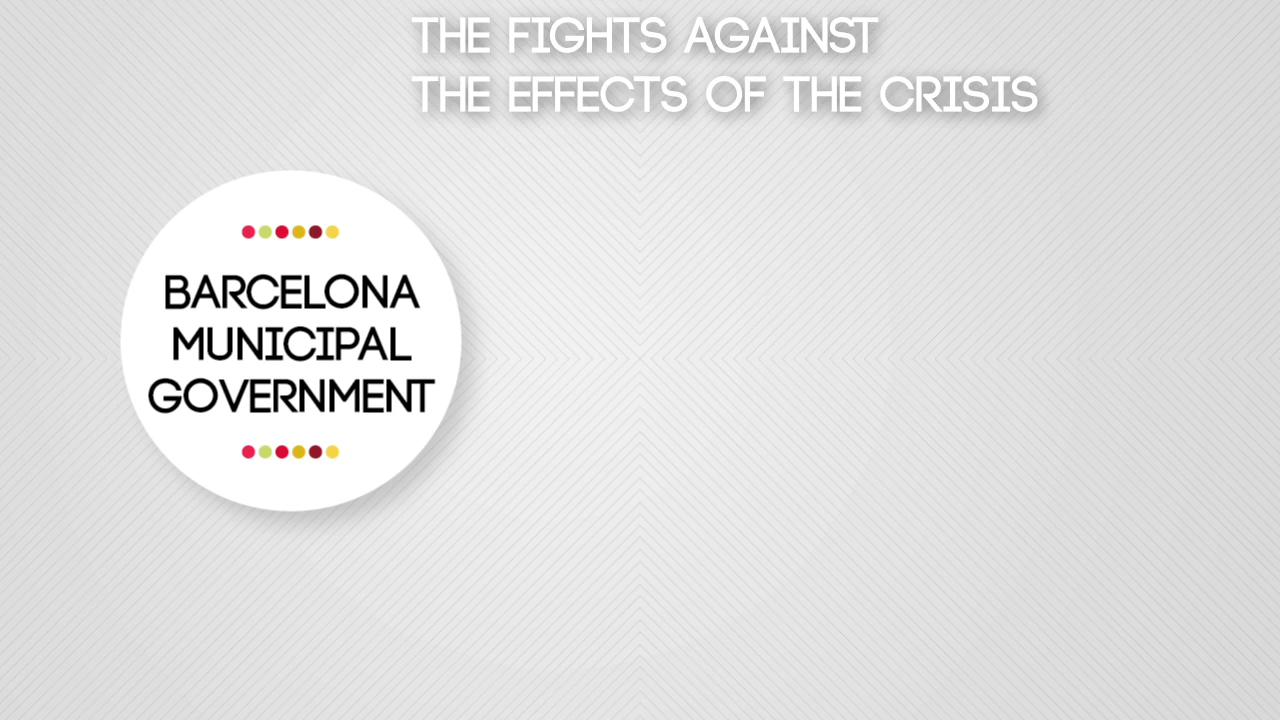 THE FIGHTS AGAINST
THE EFFECTS OF THE CRISIS
BARCELONA
MUNICIPAL
GOVERNMENT